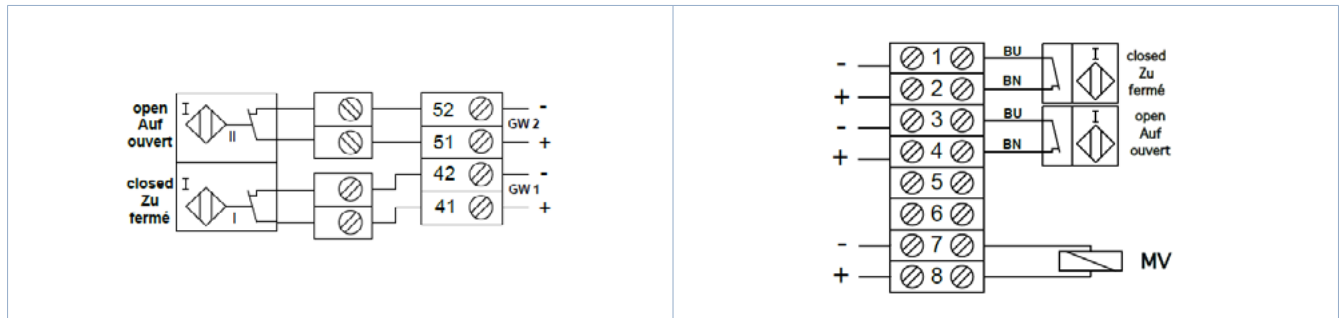 open
Auf
ouvert
I
II
52
-
GW 2
51
+
closed
Zu
fermé
I
I
42
-
GW 1
41
+
-
1
BU
I
closed
Zu
fermé
+
2
BN
-
3
BU
I
open
Auf
ouvert
+
4
BN
5
6
-
7
MV
+
8